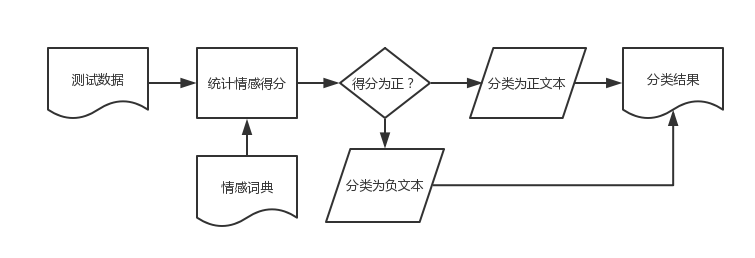 测试数据
统计情感得分
得分为正？
分类为正文本
分类结果
情感词典
分类为负文本